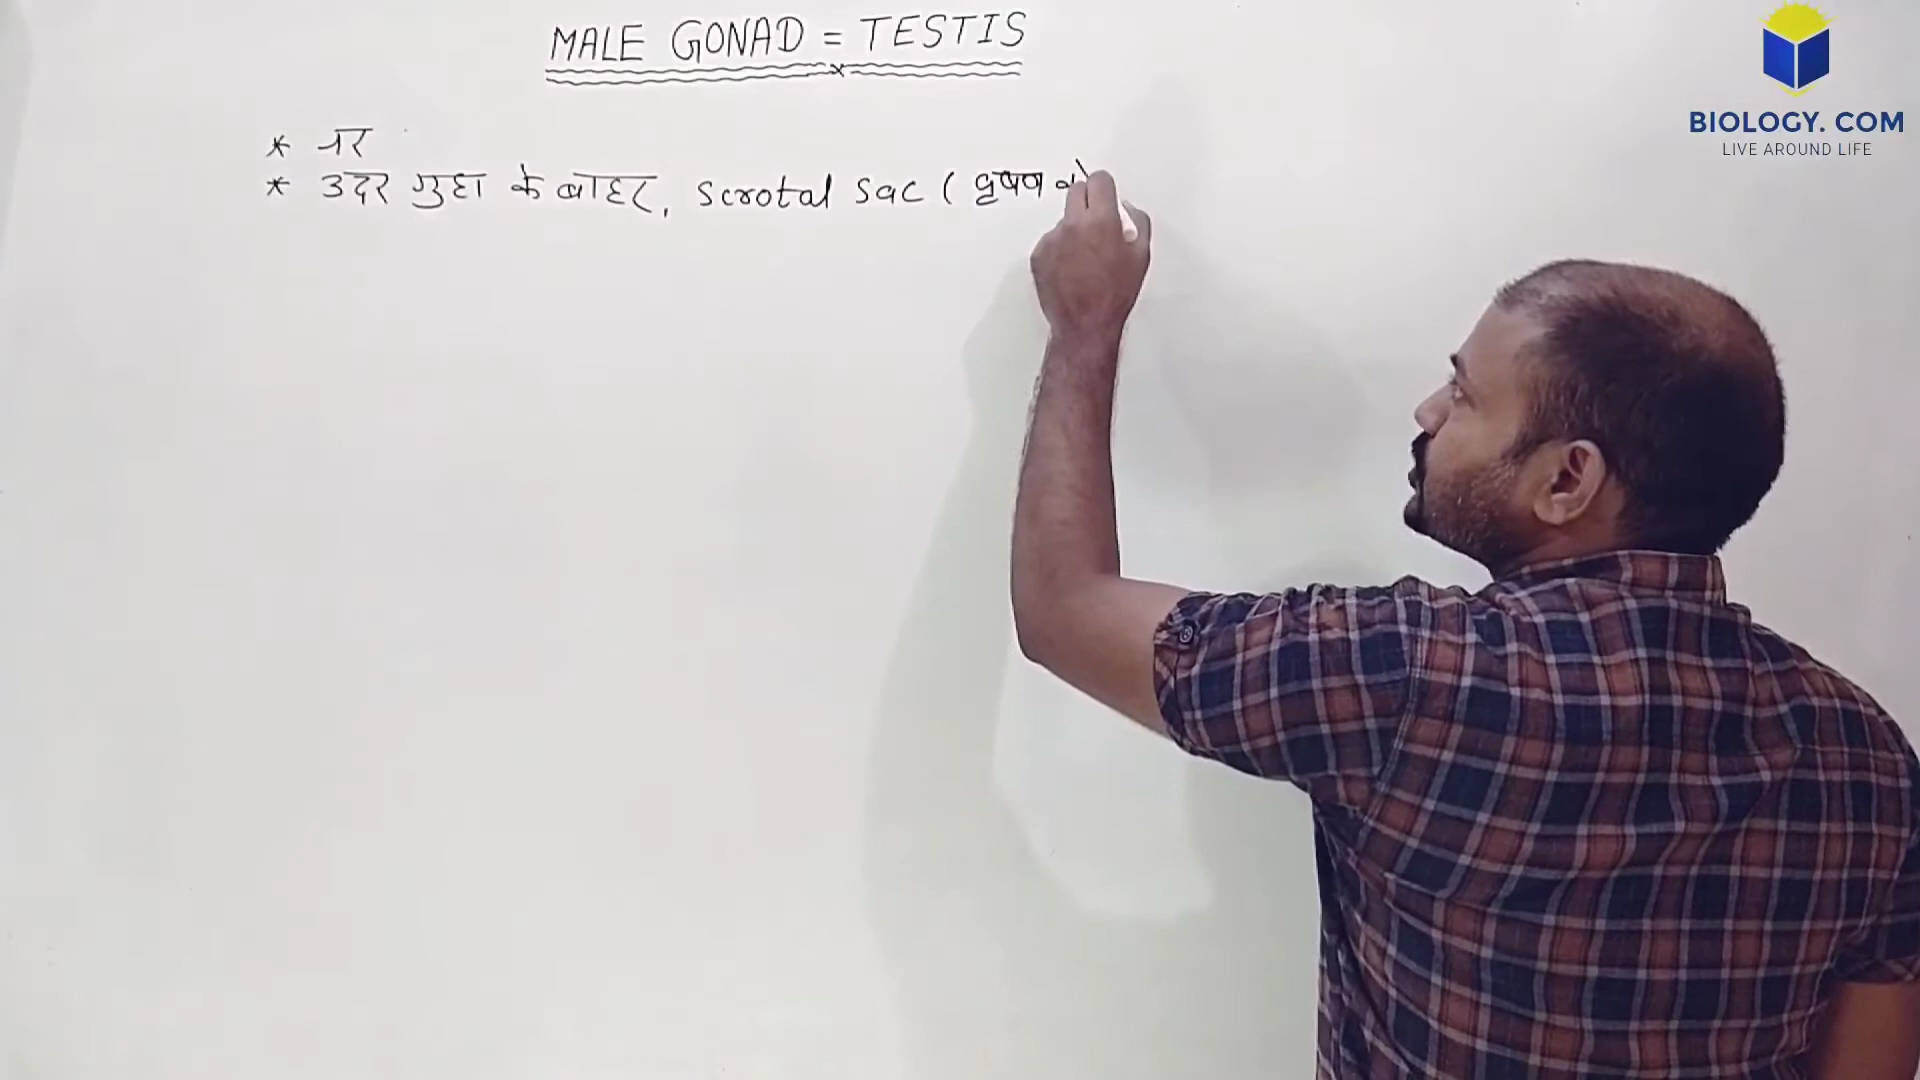 MALE GONAD = TESTIS
* नर
* उदर गुहा के बाहर, Scrotal Sac ( वृषण
BIOLOGY. COM
LIVE AROUND LIFE